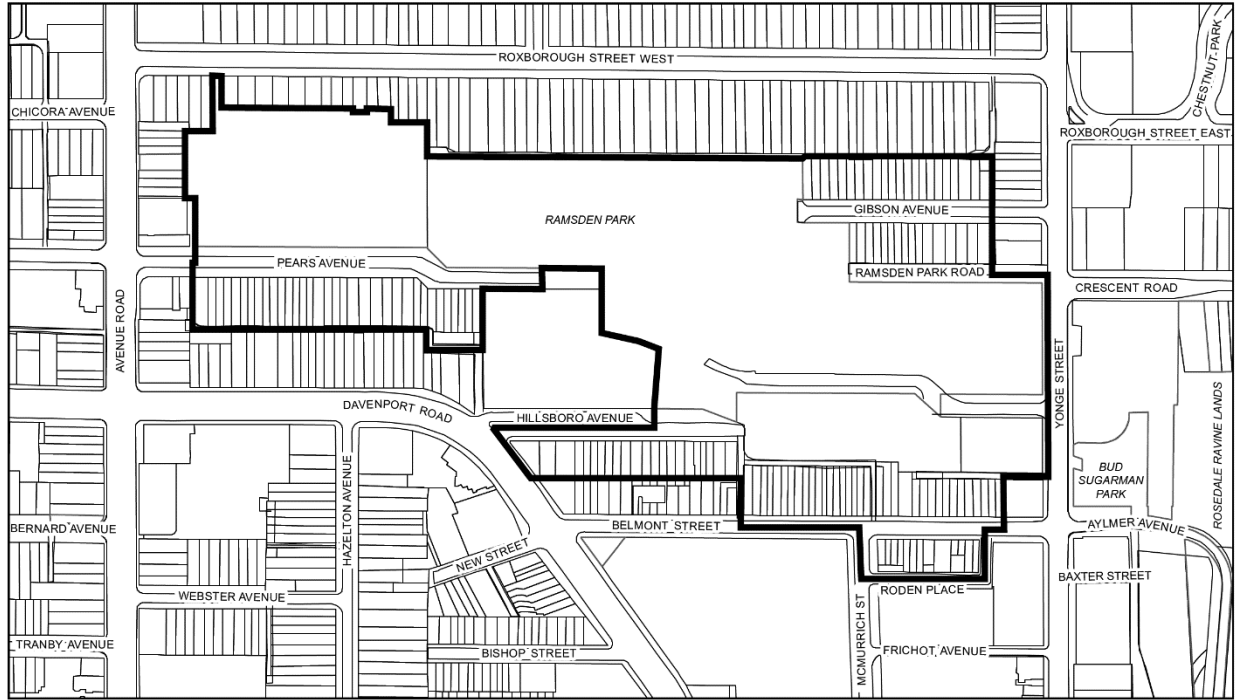 ROXBOROUGH STREET WEST
CHESTNUT PARK
CHICORA AVENUE
ROXBOROUGH STREET EAST
RAMSDEN PARK
GIBSON AVENUE
PEARS AVENUE
RAMSDEN PARK ROAD
CRESCENT ROAD
AVENUE ROAD
YONGE STREET
ROSEDALE RAVINE LANDS
DAVENPORT ROAD
HILLSBORO AVENUE
BUD
SUGARMAN
PARK
HAZELTON AVENUE
BERNARD AVENUE
BELMONT STREET
AYLMER AVENUE
NEW STREET
BAXTER STREET
WEBSTER AVENUE
RODEN PLACE
MCMURRICH ST
TRANBY AVENUE
BISHOP STREET
FRICHOT AVENUE